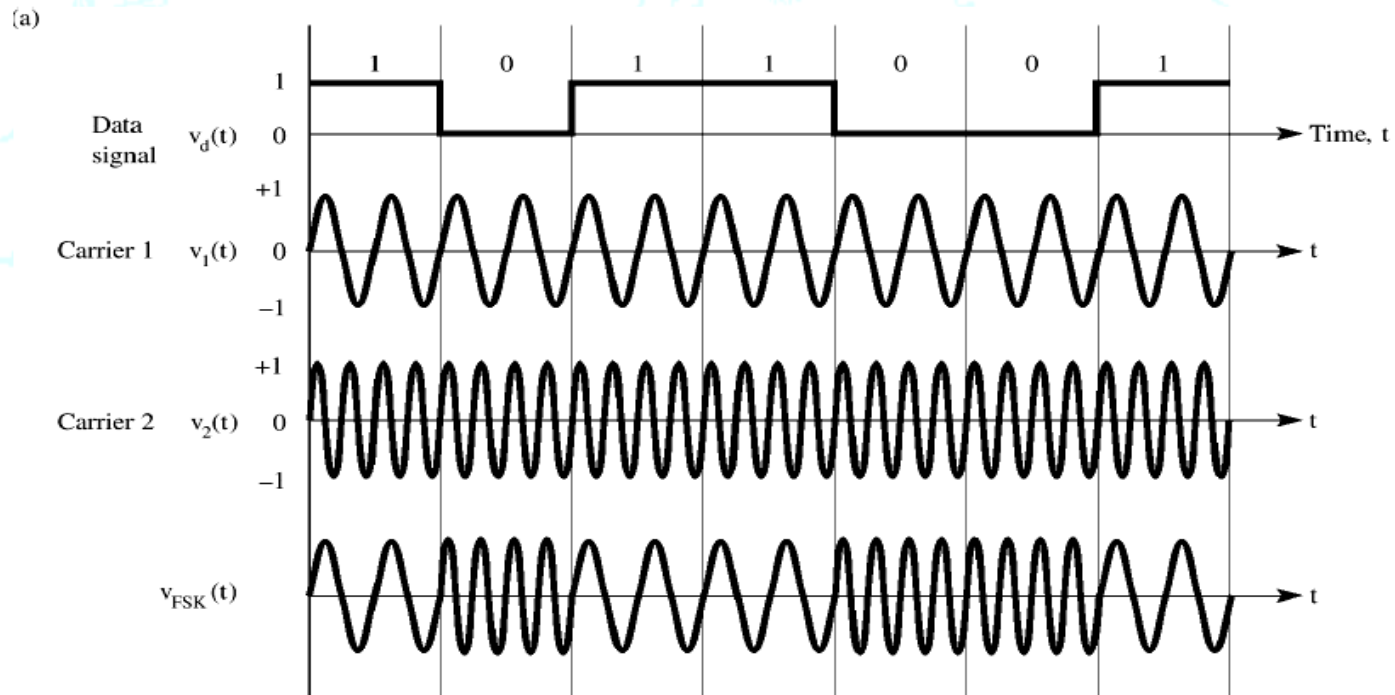 (a)
1 0 1 1 0 0 1
1
Data
signal v_d(t) 0 Time, t
+1
Carrier 1 v_1(t) 0 t
−1
+1
Carrier 2 v_2(t) 0 t
−1
v_FSK(t) t